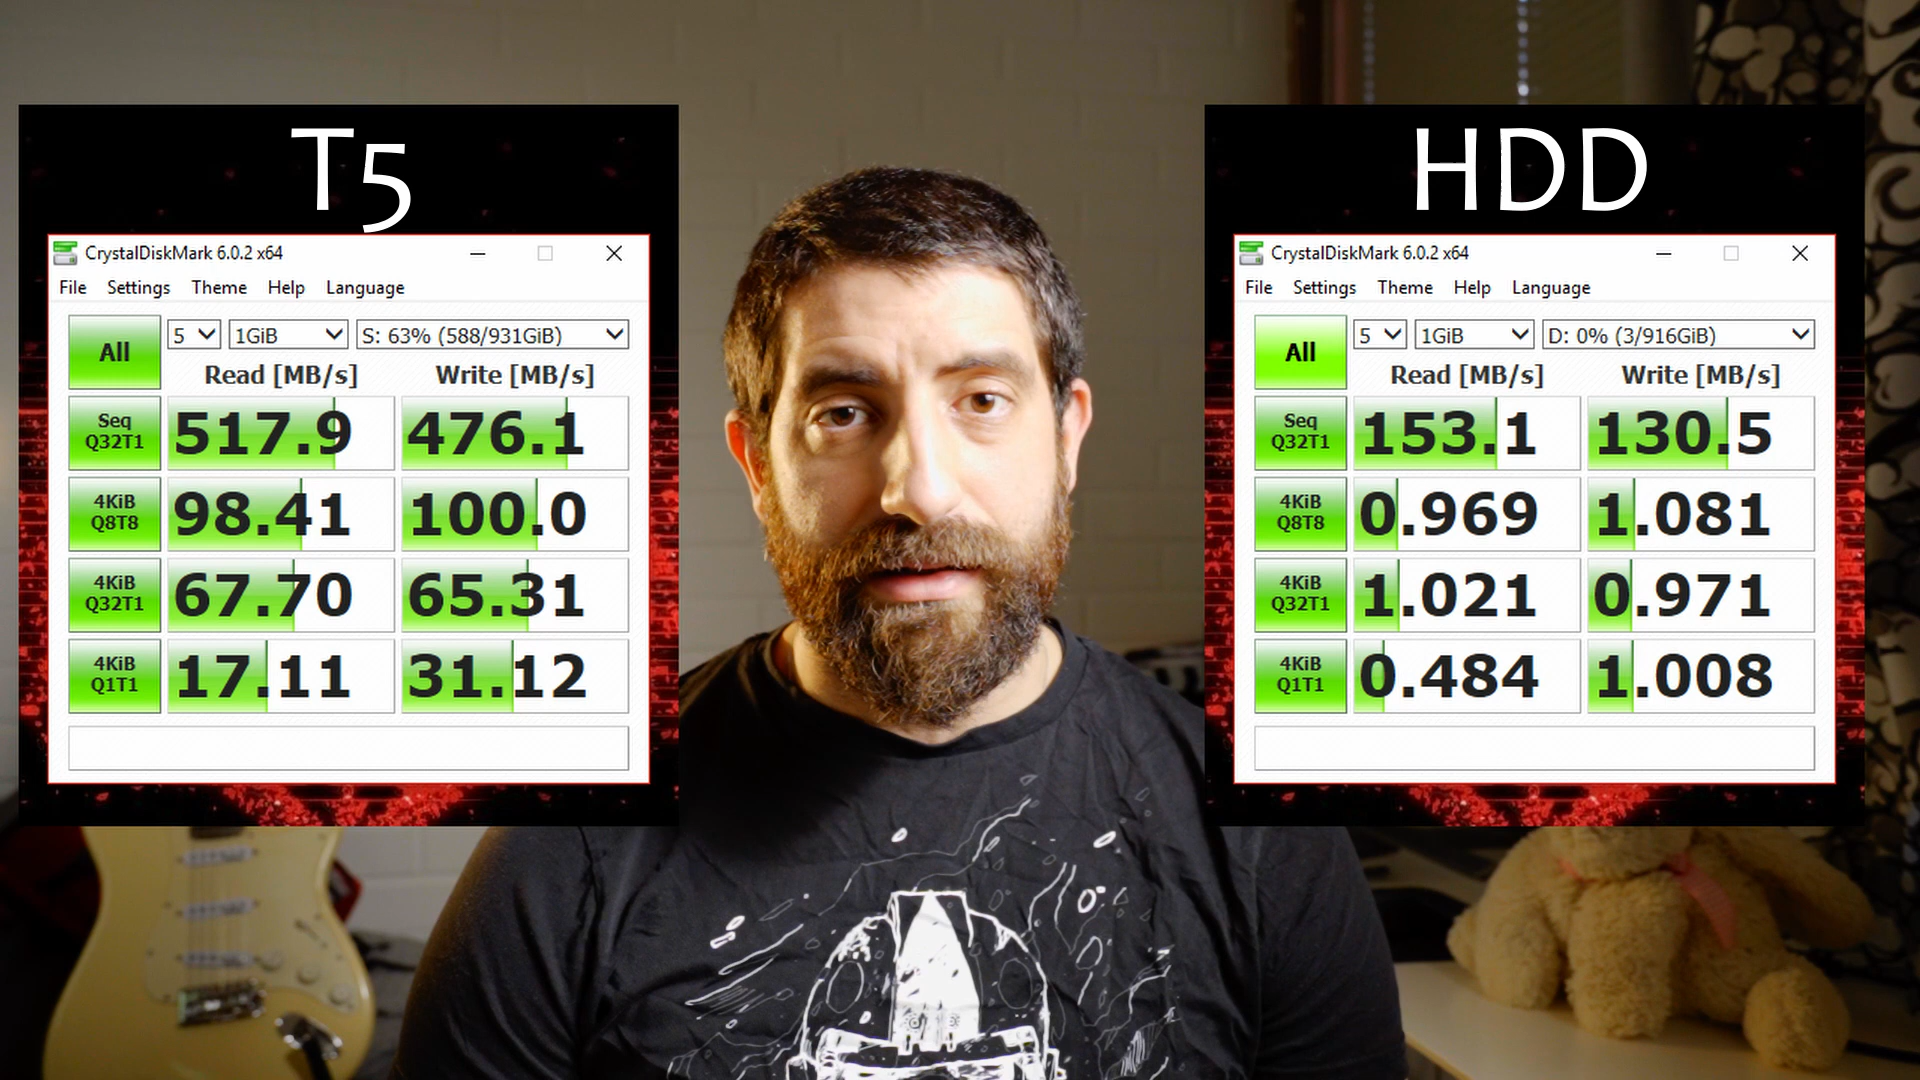 T5
CrystalDiskMark 6.0.2 x64
File Settings Theme Help Language
All 5 1GiB S: 63% (588/931GiB)
Read [MB/s] Write [MB/s]
Seq
Q32T1 517.9 476.1
4KiB
Q8T8 98.41 100.0
4KiB
Q32T1 67.70 65.31
4KiB
Q1T1 17.11 31.12
HDD
CrystalDiskMark 6.0.2 x64
File Settings Theme Help Language
All 5 1GiB D: 0% (3/916GiB)
Read [MB/s] Write [MB/s]
Seq
Q32T1 153.1 130.5
4KiB
Q8T8 0.969 1.081
4KiB
Q32T1 1.021 0.971
4KiB
Q1T1 0.484 1.008